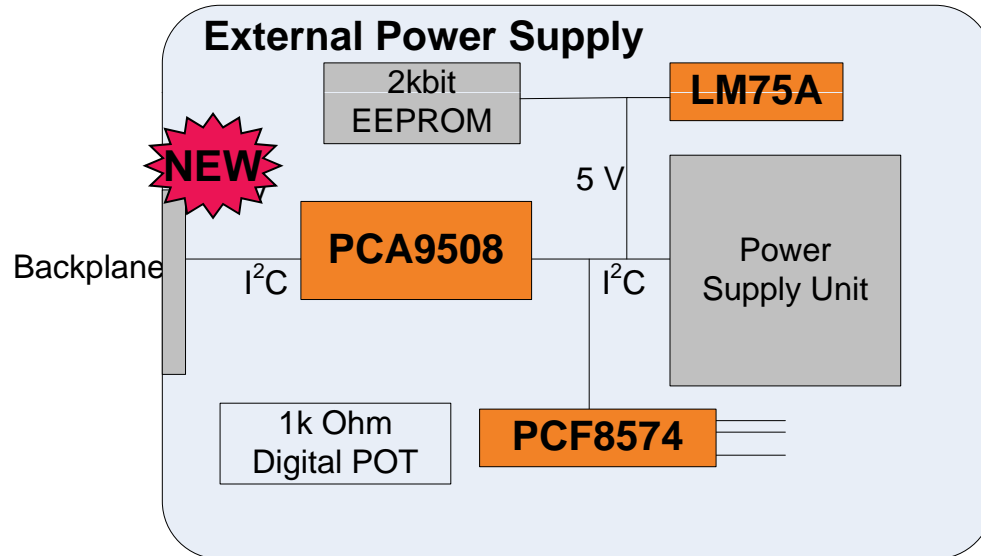 External Power Supply
2kbit
EEPROM
LM75A
NEW
5 V
PCA9508
Power
Supply Unit
Backplane
I²C
I²C
1k Ohm
Digital POT
PCF8574